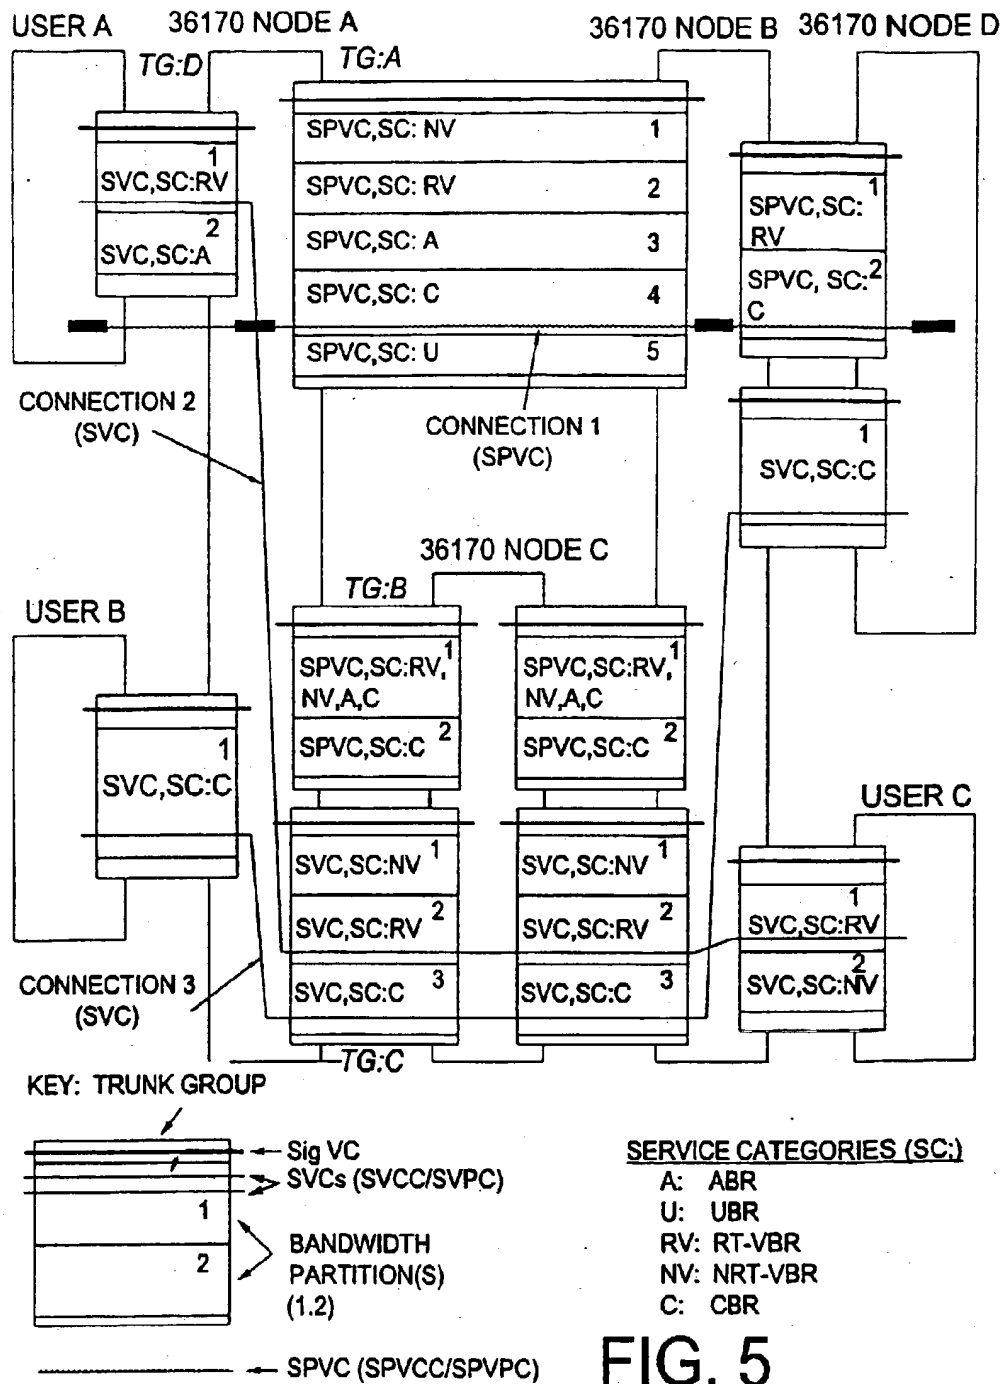 USER A
36170 NODE A
36170 NODE B
36170 NODE D
TG:D
TG:A
SPVC,SC: NV 1
SPVC,SC: RV 2
SPVC,SC: A 3
SPVC,SC: C 4
SPVC,SC: U 5
1
SVC,SC:RV
2
SVC,SC:A
1
SPVC,SC:
RV
SPVC, SC: 2
C
CONNECTION 2
(SVC)
CONNECTION 1
(SPVC)
1
SVC,SC:C
36170 NODE C
TG:B
USER B
SPVC,SC:RV, 1
NV,A,C
SPVC,SC:C 2
SPVC,SC:RV, 1
NV,A,C
SPVC,SC:C 2
1
SVC,SC:C
USER C
SVC,SC:NV 1
SVC,SC:RV 2
SVC,SC:C 3
SVC,SC:NV 1
SVC,SC:RV 2
SVC,SC:C 3
1
SVC,SC:RV
2
SVC,SC:NV
CONNECTION 3
(SVC)
TG:C
KEY: TRUNK GROUP
Sig VC
SVCs (SVCC/SVPC)
1
2
BANDWIDTH
PARTITION(S)
(1.2)
SPVC (SPVCC/SPVPC)
SERVICE CATEGORIES (SC;)
A: ABR
U: UBR
RV: RT-VBR
NV: NRT-VBR
C: CBR
FIG. 5